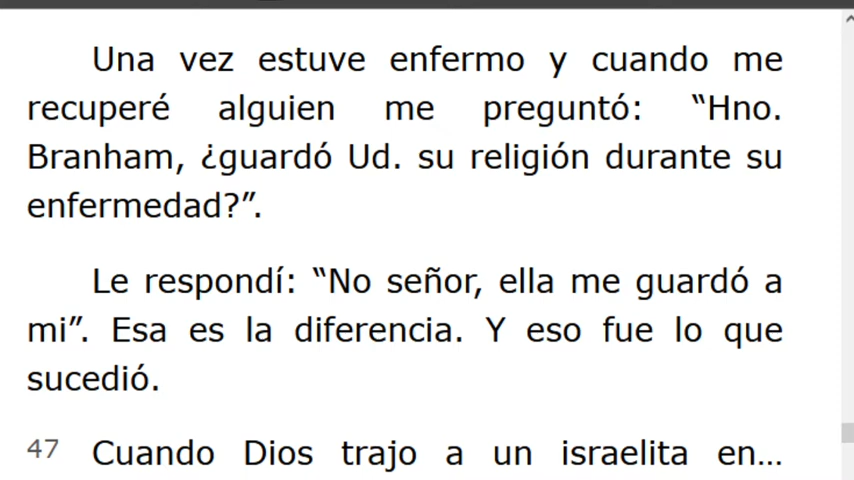 Una vez estuve enfermo y cuando me
recuperé alguien me preguntó: “Hno.
Branham, ¿guardó Ud. su religión durante su
enfermedad?”.
Le respondí: “No señor, ella me guardó a
mi”. Esa es la diferencia. Y eso fue lo que
sucedió.
47 Cuando Dios trajo a un israelita en…